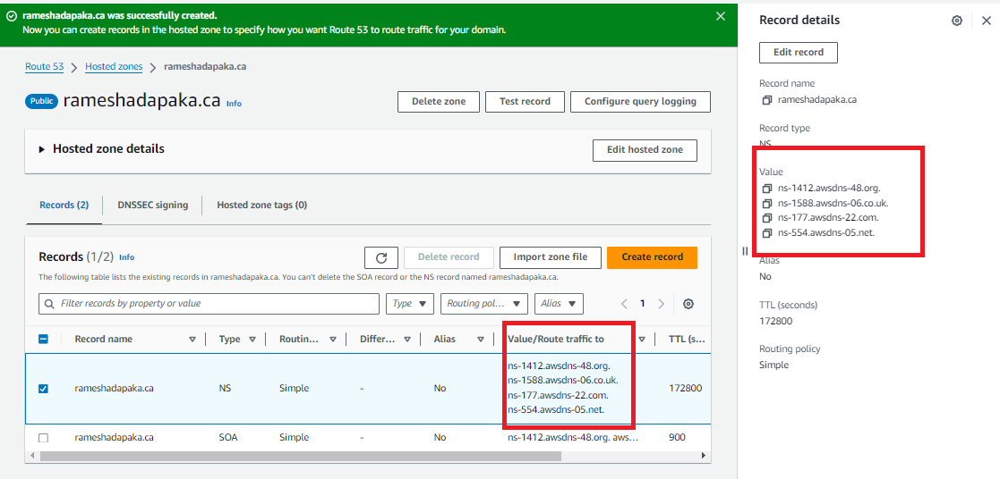 rameshadapaka.ca was successfully created.
Now you can create records in the hosted zone to specify how you want Route 53 to route traffic for your domain.
Route 53 > Hosted zones > rameshadapaka.ca
Public rameshadapaka.ca Info
Delete zone Test record Configure query logging
Hosted zone details Edit hosted zone
Records (2) DNSSEC signing Hosted zone tags (0)
Records (1/2) Info Delete record Import zone file Create record
The following table lists the existing records in rameshadapaka.ca. You can't delete the SOA record or the NS record named rameshadapaka.ca.
Filter records by property or value Type Routing pol... Alias 1
Record name Type Routin... Differ... Alias Value/Route traffic to TTL (s...
rameshadapaka.ca NS Simple - No
ns-1412.awsdns-48.org.
ns-1588.awsdns-06.co.uk.
ns-177.awsdns-22.com.
ns-554.awsdns-05.net.
172800
rameshadapaka.ca SOA Simple - No ns-1412.awsdns-48.org. aws... 900
Record details
Edit record
Record name
rameshadapaka.ca
Record type
NS
Value
ns-1412.awsdns-48.org.
ns-1588.awsdns-06.co.uk.
ns-177.awsdns-22.com.
ns-554.awsdns-05.net.
Alias
No
TTL (seconds)
172800
Routing policy
Simple